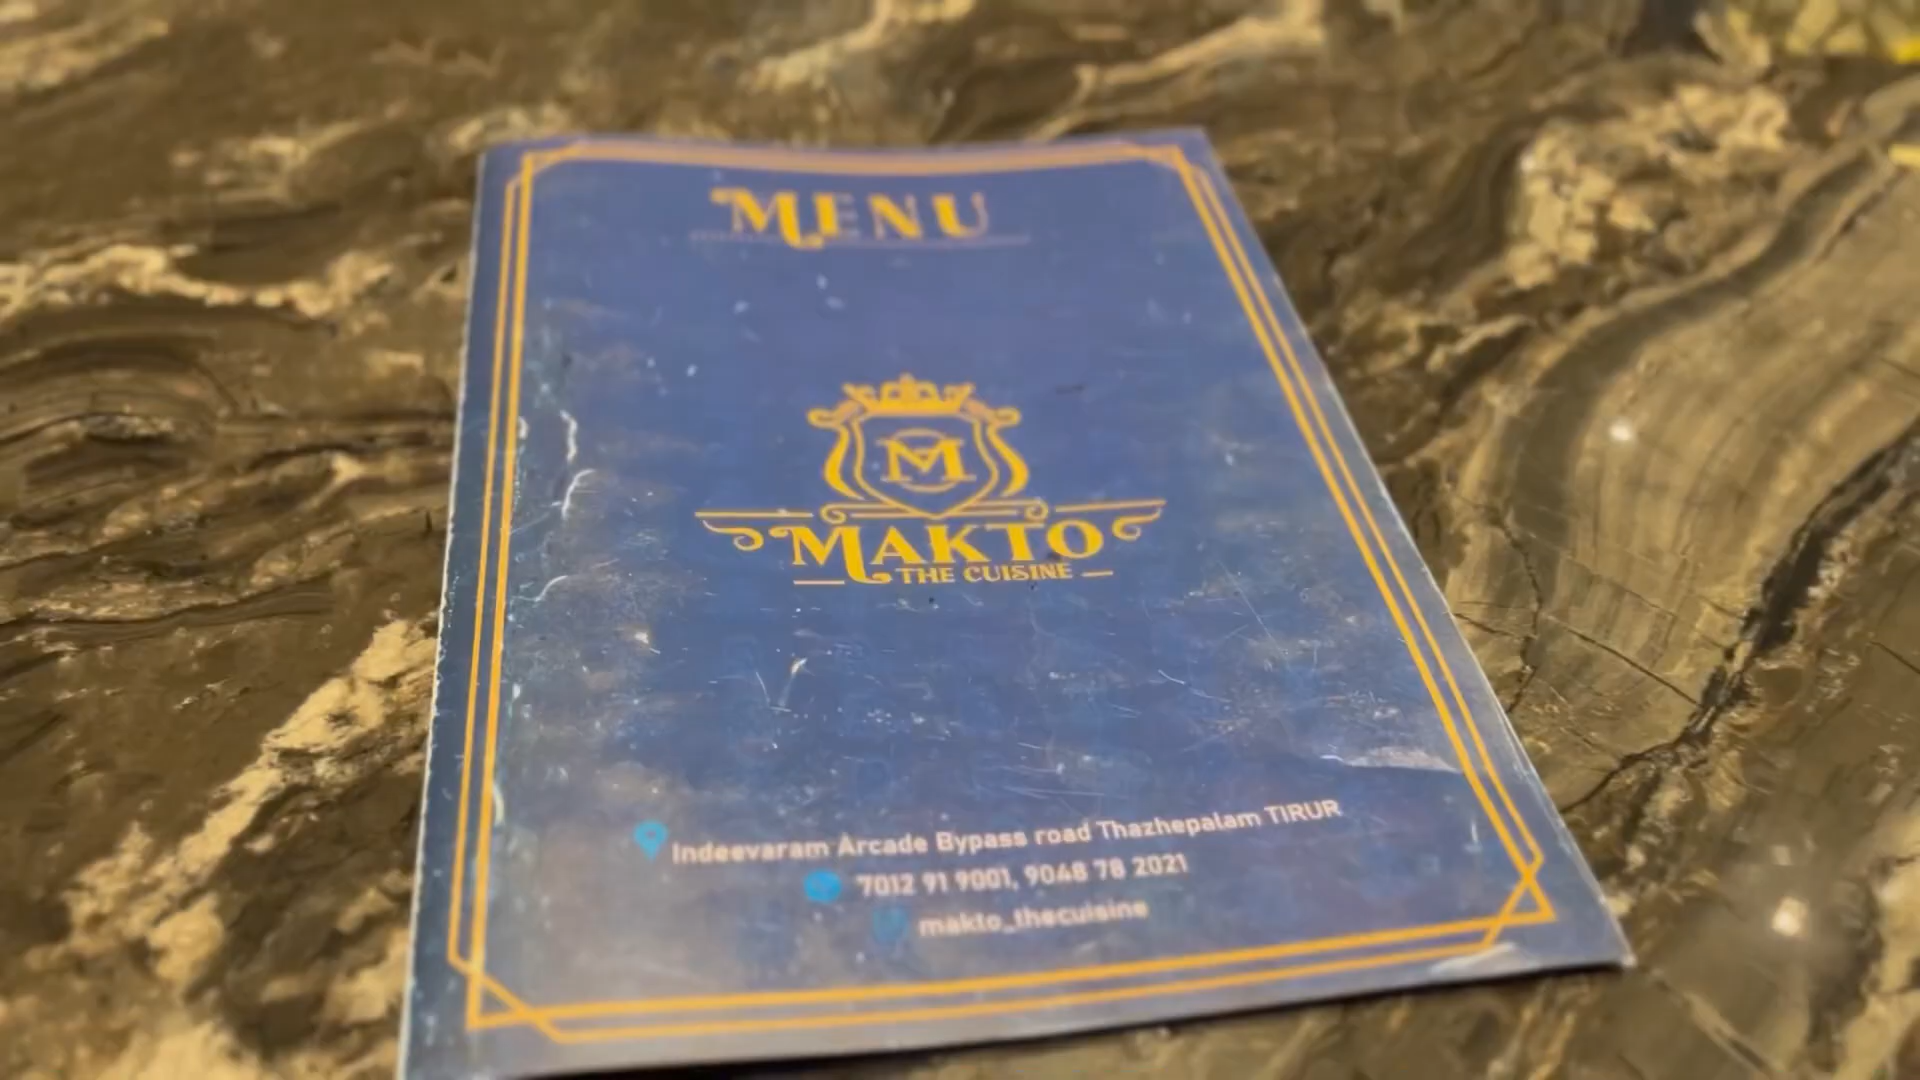 MENU
M
MAKTO
THE CUISINE
Indeevaram Arcade Bypass road Thazhepalam TIRUR
7012 91 9001, 9048 78 2021
makto_thecuisine